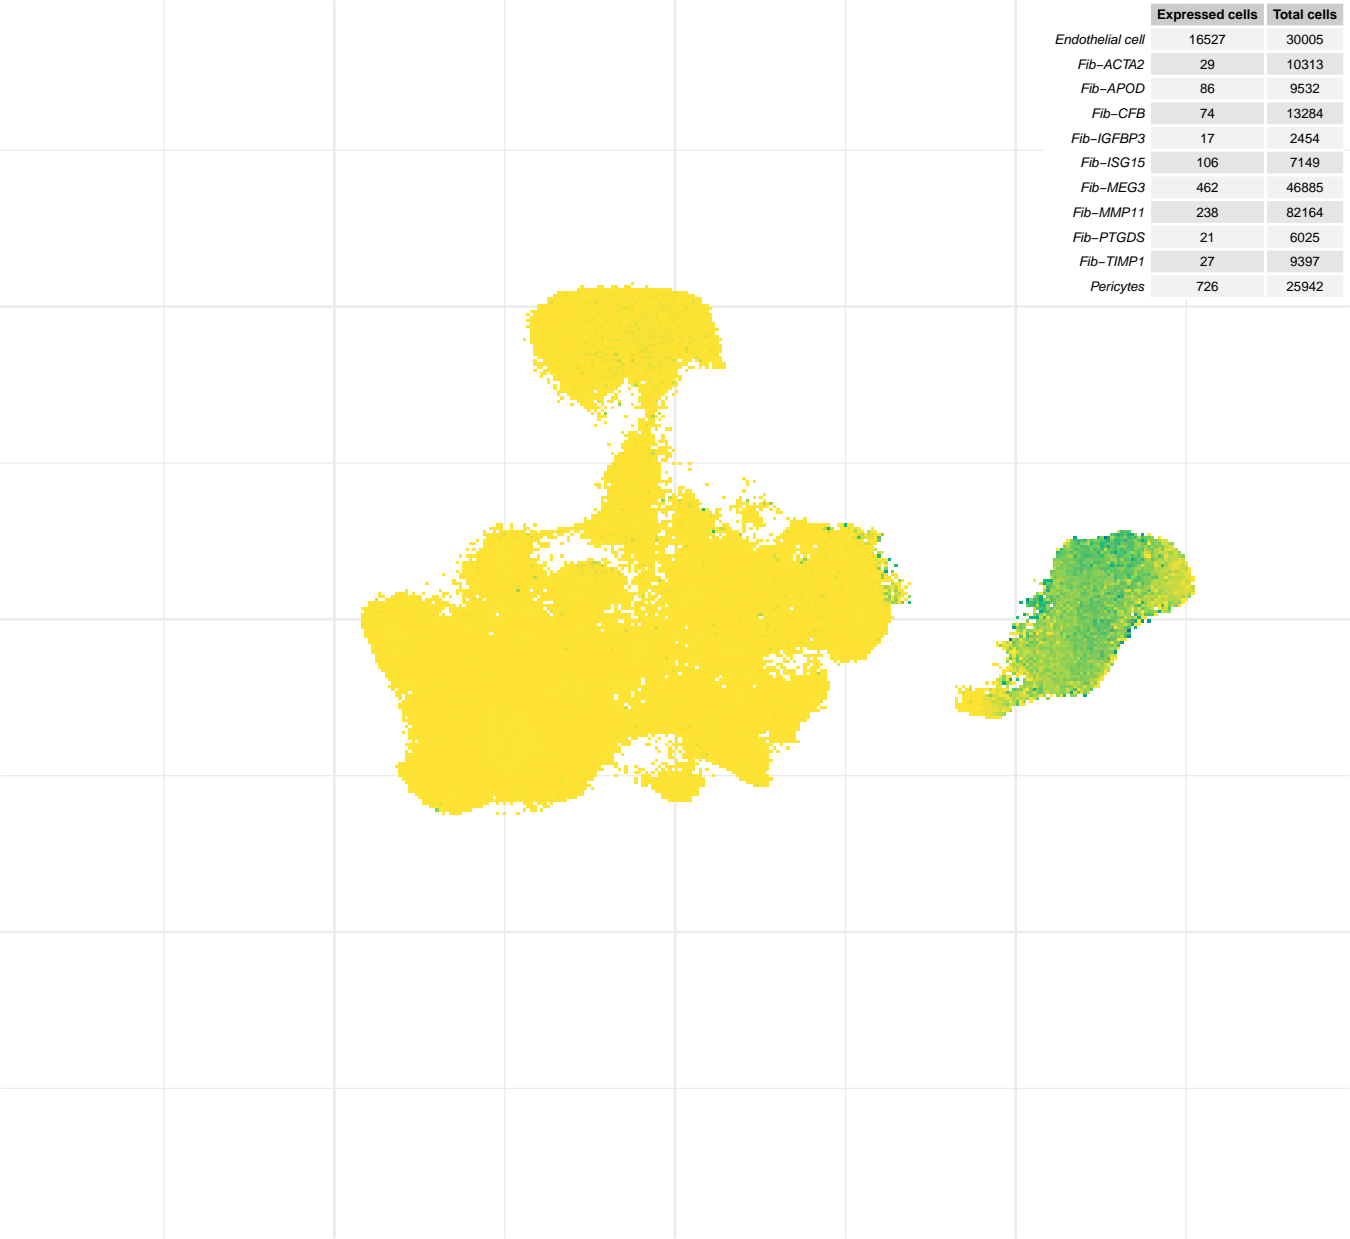 Expressed cells Total cells
Endothelial cell 16527 30005
Fib−ACTA2 29 10313
Fib−APOD 86 9532
Fib−CFB 74 13284
Fib−IGFBP3 17 2454
Fib−ISG15 106 7149
Fib−MEG3 462 46885
Fib−MMP11 238 82164
Fib−PTGDS 21 6025
Fib−TIMP1 27 9397
Pericytes 726 25942